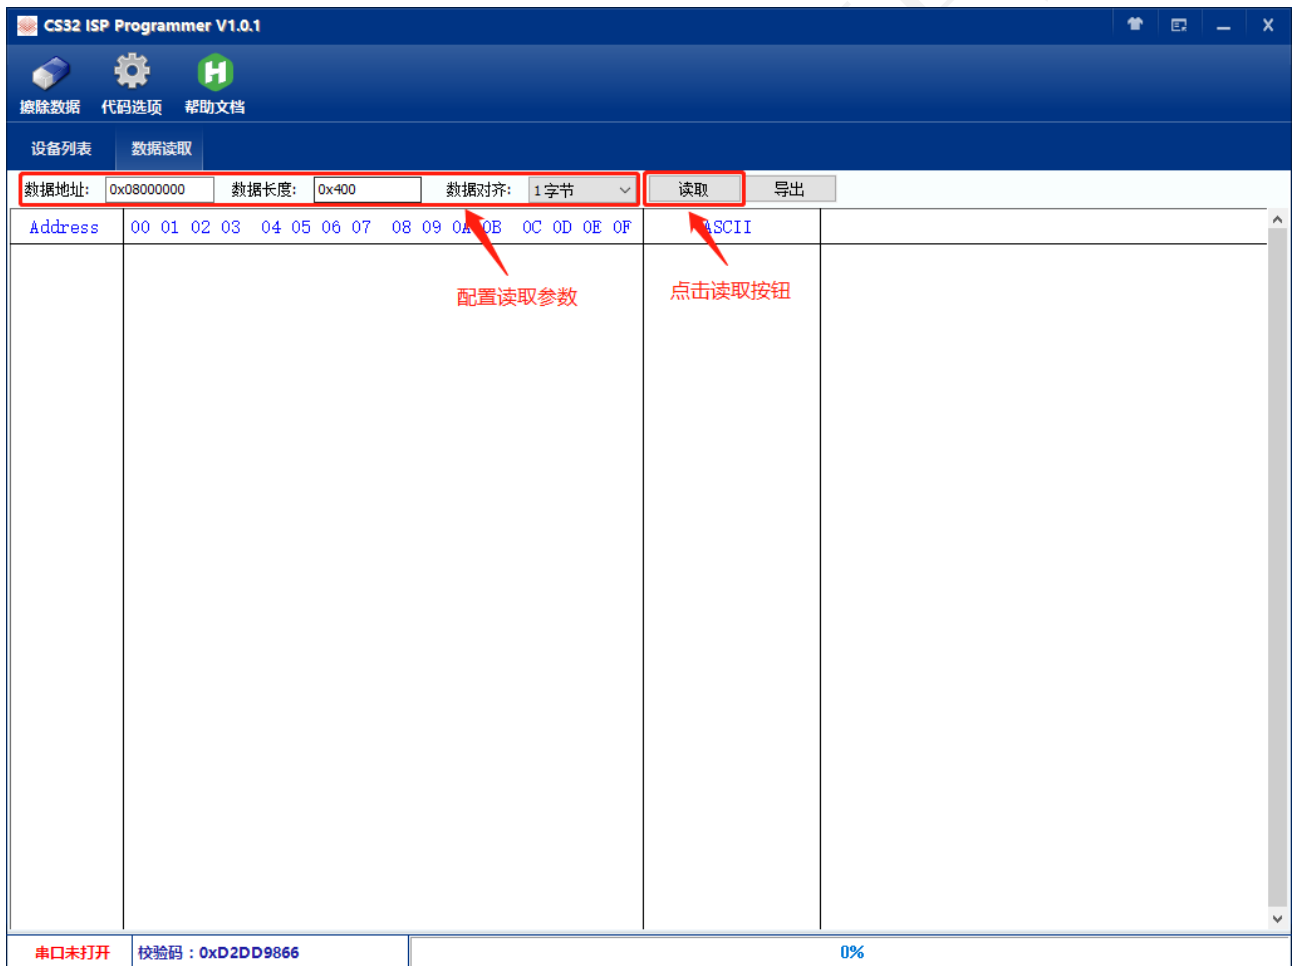 CS32 ISP Programmer V1.0.1
擦除数据 代码选项 帮助文档
设备列表 数据读取
数据地址: 0x08000000 数据长度: 0x400 数据对齐: 1字节 读取 导出
Address 00 01 02 03 04 05 06 07 08 09 0A 0B 0C 0D 0E 0F ASCII
配置读取参数 点击读取按钮
串口未打开 校验码：0xD2DD9866 0%